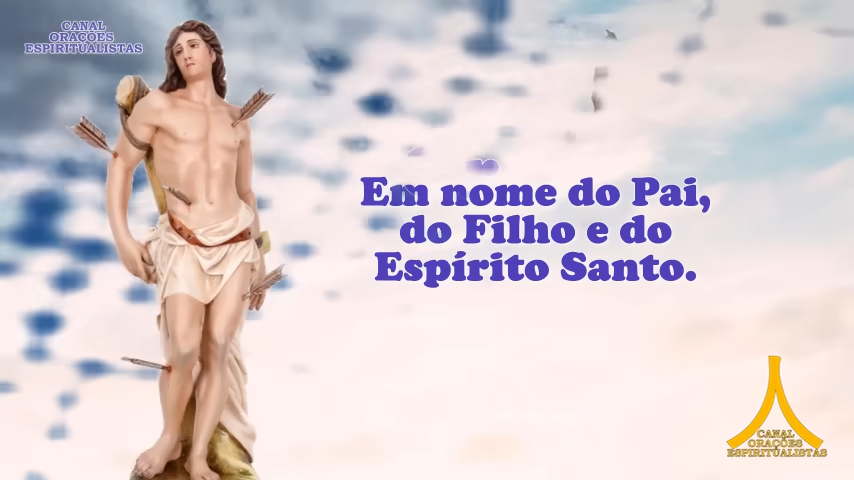 CANAL
ORAÇÕES
ESPIRITUALISTAS
Em nome do Pai,
do Filho e do
Espírito Santo.
CANAL
ORAÇÕES
ESPIRITUALISTAS